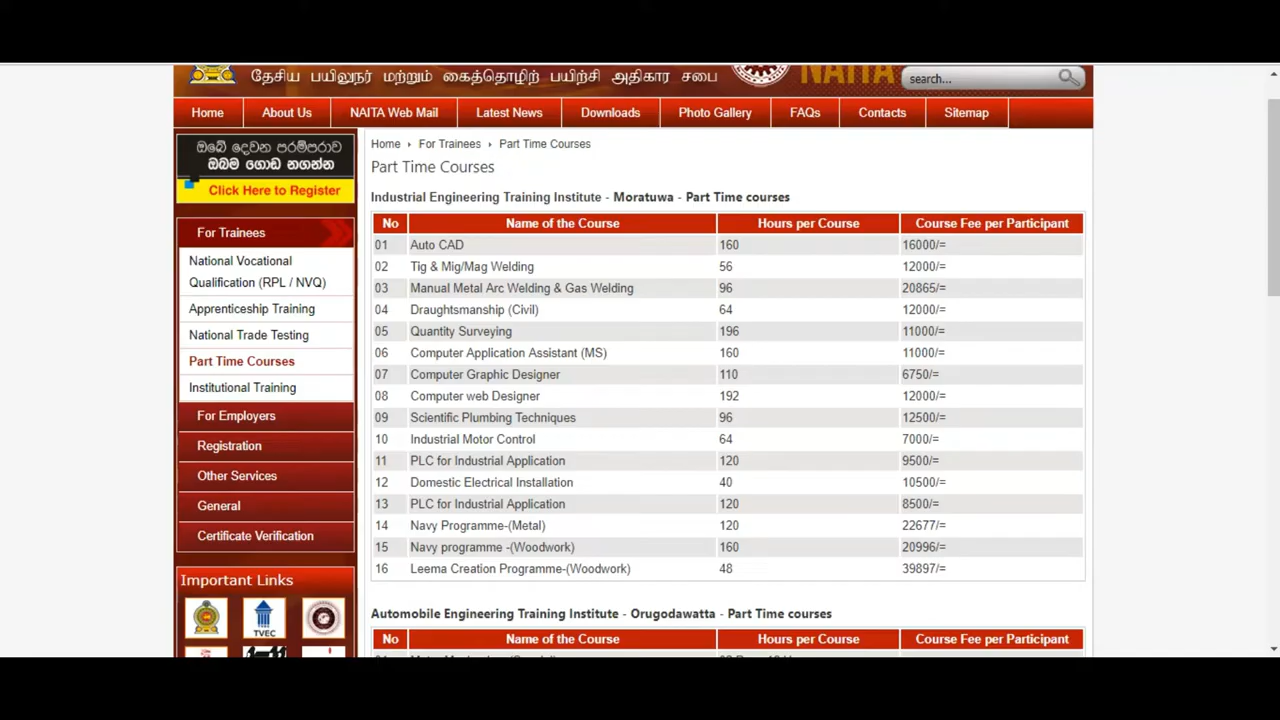 தேசிய பயிலுநர் மற்றும் கைத்தொழிற் பயிற்சி அதிகார சபை
NAITA
search...
Home About Us NAITA Web Mail Latest News Downloads Photo Gallery FAQs Contacts Sitemap
ඔබේ දෙවන පරම්පරාව
ඔබම ගොඩ නගන්න
Click Here to Register
For Trainees
National Vocational
Qualification (RPL / NVQ)
Apprenticeship Training
National Trade Testing
Part Time Courses
Institutional Training
For Employers
Registration
Other Services
General
Certificate Verification
Important Links
TVEC
Home › For Trainees › Part Time Courses
Part Time Courses
Industrial Engineering Training Institute - Moratuwa - Part Time courses
No Name of the Course Hours per Course Course Fee per Participant
01 Auto CAD 160 16000/=
02 Tig & Mig/Mag Welding 56 12000/=
03 Manual Metal Arc Welding & Gas Welding 96 20865/=
04 Draughtsmanship (Civil) 64 12000/=
05 Quantity Surveying 196 11000/=
06 Computer Application Assistant (MS) 160 11000/=
07 Computer Graphic Designer 110 6750/=
08 Computer web Designer 192 12000/=
09 Scientific Plumbing Techniques 96 12500/=
10 Industrial Motor Control 64 7000/=
11 PLC for Industrial Application 120 9500/=
12 Domestic Electrical Installation 40 10500/=
13 PLC for Industrial Application 120 8500/=
14 Navy Programme-(Metal) 120 22677/=
15 Navy programme -(Woodwork) 160 20996/=
16 Leema Creation Programme-(Woodwork) 48 39897/=
Automobile Engineering Training Institute - Orugodawatta - Part Time courses
No Name of the Course Hours per Course Course Fee per Participant